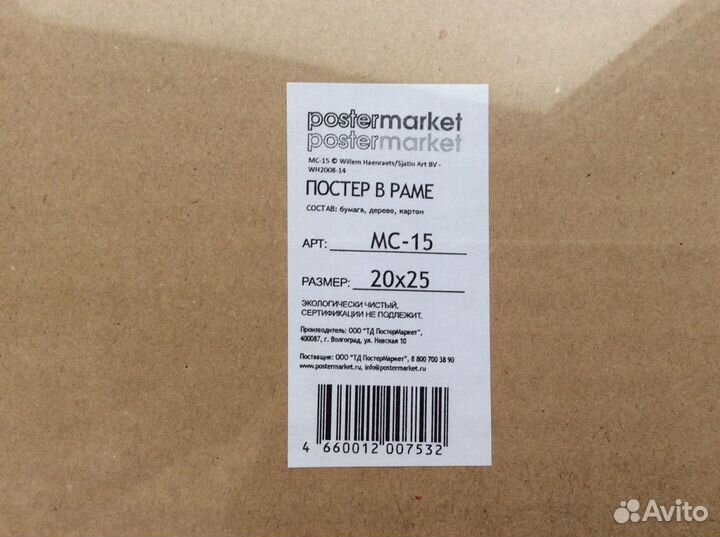 postermarket
postermarket
MC-15 © Willem Haenraets/Sjatin Art BV -
WH2008-14
ПОСТЕР В РАМЕ
СОСТАВ: бумага, дерево, картон
АРТ: MC-15
РАЗМЕР: 20x25
ЭКОЛОГИЧЕСКИ ЧИСТЫЙ.
СЕРТИФИКАЦИИ НЕ ПОДЛЕЖИТ.
Производитель: ООО "ТД ПостерМаркет",
400087, г. Волгоград, ул. Невская 10
Поставщик: ООО "ТД ПостерМаркет", 8 800 700 38 90
www.postermarket.ru, info@postermarket.ru
4 660012 007532
Avito